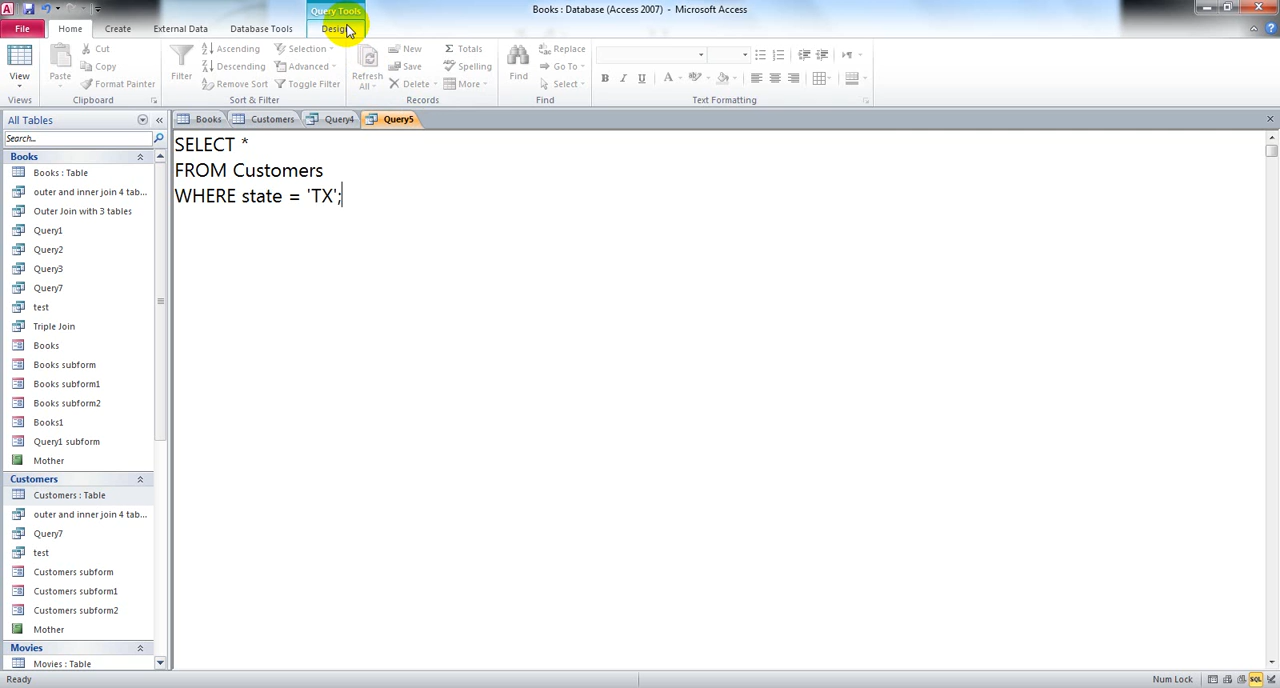 Query Tools
Books : Database (Access 2007) - Microsoft Access
File Home Create External Data Database Tools Design
View
Views
Paste
Cut
Copy
Format Painter
Clipboard
Filter
Ascending
Descending
Remove Sort
Selection
Advanced
Toggle Filter
Sort & Filter
Refresh All
New
Save
Delete
Totals
Spelling
More
Records
Find
Replace
Go To
Select
Find
B I U A
Text Formatting
All Tables
Books Customers Query4 Query5
Search...
Books
Books : Table
outer and inner join 4 tab...
Outer Join with 3 tables
Query1
Query2
Query3
Query7
test
Triple Join
Books
Books subform
Books subform1
Books subform2
Books1
Query1 subform
Mother
Customers
Customers : Table
outer and inner join 4 tab...
Query7
test
Customers subform
Customers subform1
Customers subform2
Mother
Movies
Movies : Table
SELECT *
FROM Customers
WHERE state = 'TX';
Ready
Num Lock
SQL